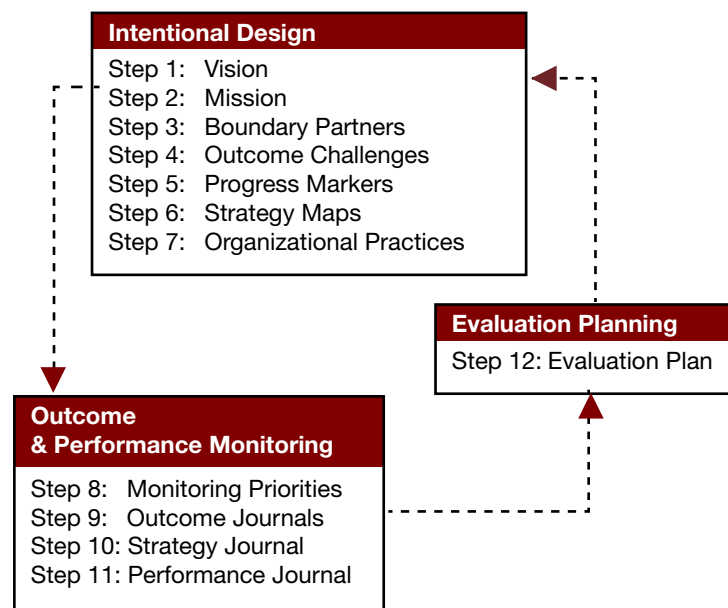 Intentional Design
Step 1: Vision
Step 2: Mission
Step 3: Boundary Partners
Step 4: Outcome Challenges
Step 5: Progress Markers
Step 6: Strategy Maps
Step 7: Organizational Practices
Evaluation Planning
Step 12: Evaluation Plan
Outcome
& Performance Monitoring
Step 8: Monitoring Priorities
Step 9: Outcome Journals
Step 10: Strategy Journal
Step 11: Performance Journal